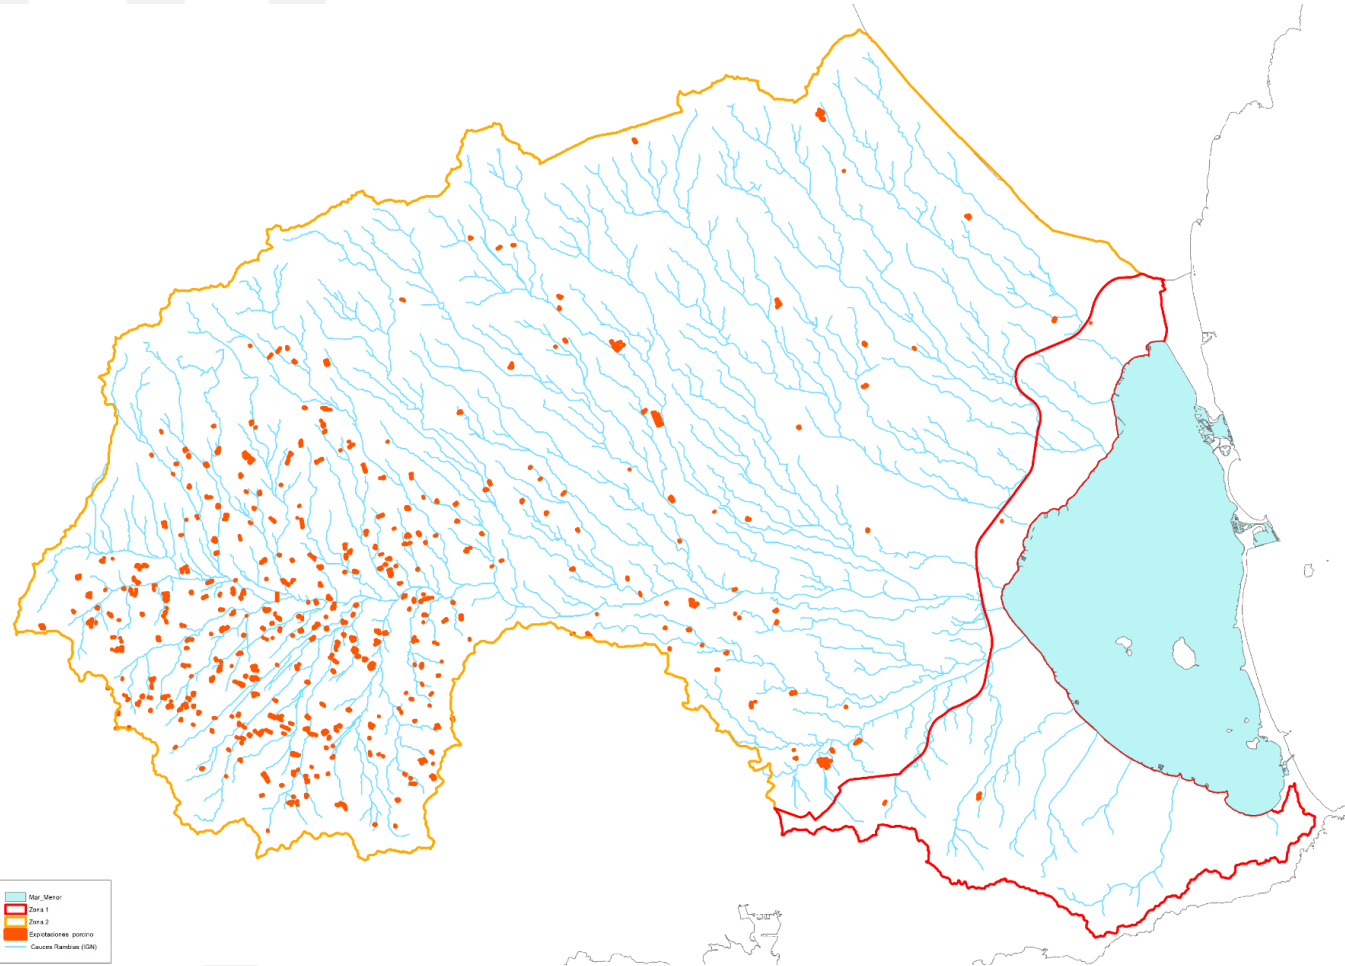 Mar_Menor
Zona 1
Zona 2
Explotaciones porcino
Cauces Ramblas (IGN)